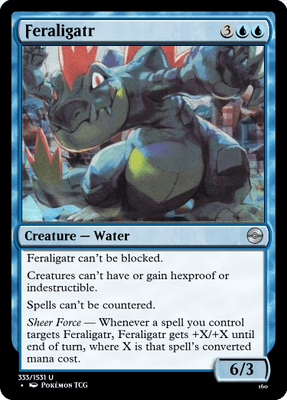 Feraligatr 3
Creature — Water
Feraligatr can't be blocked.
Creatures can't have or gain hexproof or
indestructible.
Spells can't be countered.
Sheer Force — Whenever a spell you control
targets Feraligatr, Feraligatr gets +X/+X until
end of turn, where X is that spell's converted
mana cost.
6/3
333/1531 U
• Pokémon TCG
160